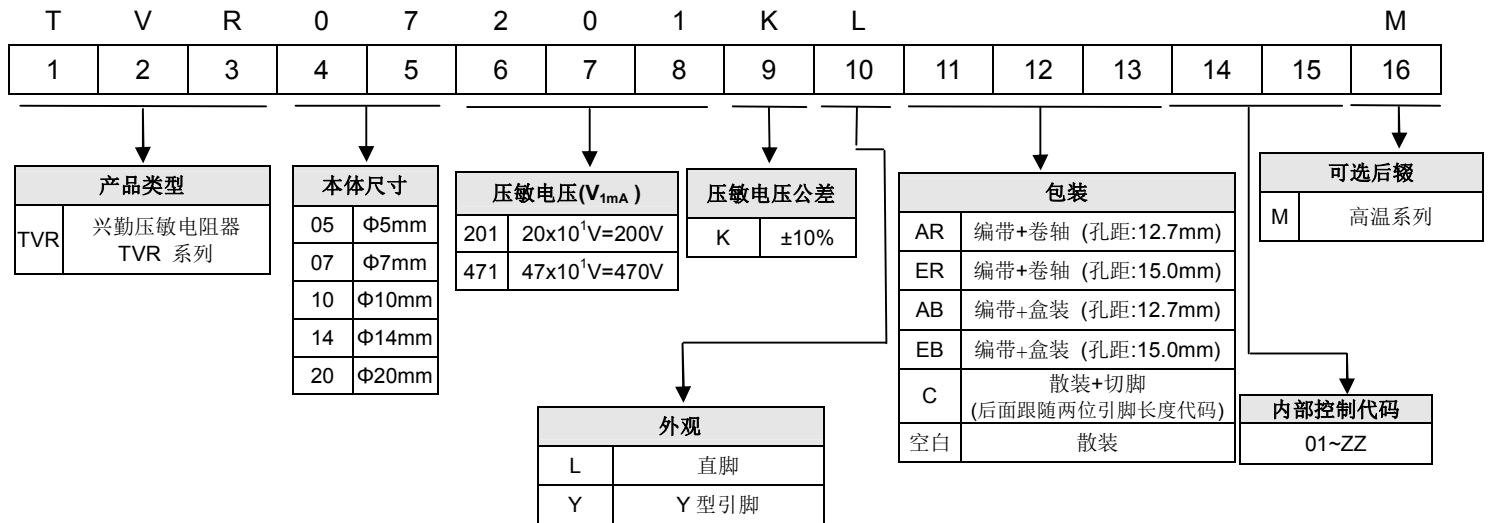 T V R 0 7 2 0 1 K L M
1 2 3 4 5 6 7 8 9 10 11 12 13 14 15 16
产品类型
TVR 兴勤压敏电阻器
TVR 系列
本体尺寸
05 Φ5mm
07 Φ7mm
10 Φ10mm
14 Φ14mm
20 Φ20mm
压敏电压(V1mA )
201 20x10¹V=200V
471 47x10¹V=470V
压敏电压公差
K ±10%
外观
L 直脚
Y Y 型引脚
包装
AR 编带+卷轴 (孔距:12.7mm)
ER 编带+卷轴 (孔距:15.0mm)
AB 编带+盒装 (孔距:12.7mm)
EB 编带+盒装 (孔距:15.0mm)
C 散装+切脚
(后面跟随两位引脚长度代码)
空白 散装
内部控制代码
01~ZZ
可选后辍
M 高温系列